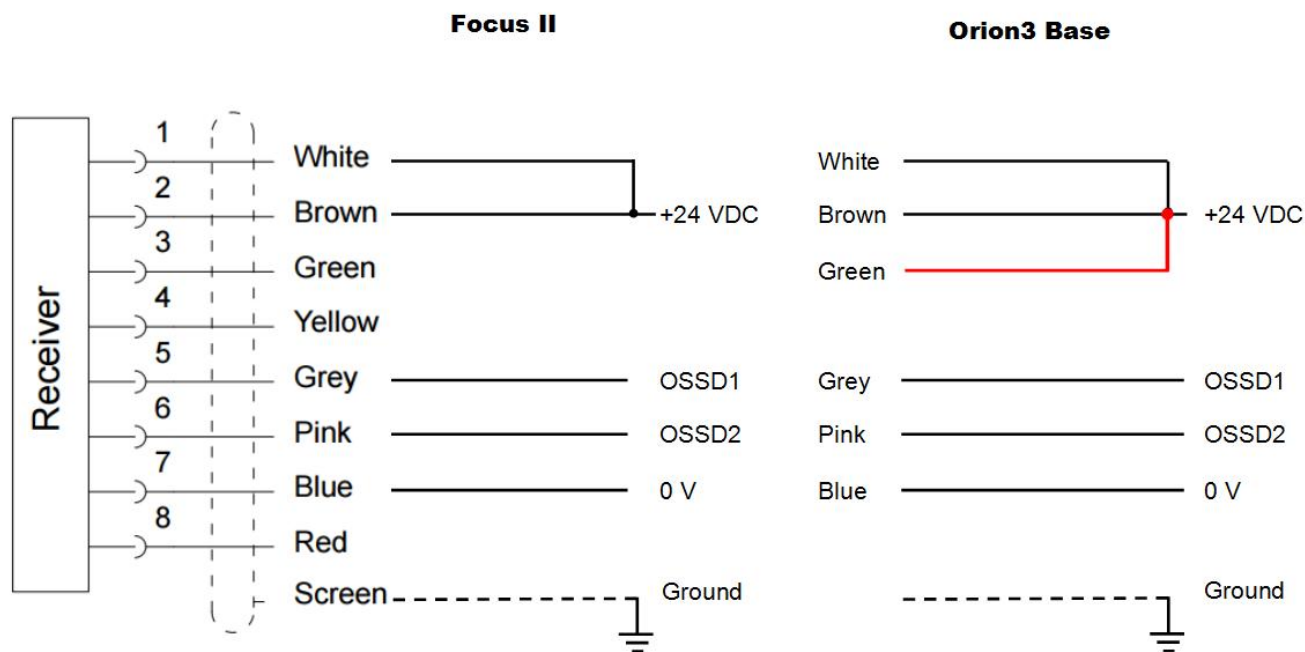 Focus II
Orion3 Base
1
White
White
2
Brown
+24 VDC
Brown
+24 VDC
3
Green
Green
4
Yellow
5
Grey
OSSD1
Grey
OSSD1
6
Pink
OSSD2
Pink
OSSD2
7
Blue
0 V
Blue
0 V
8
Red
Screen
Ground
Ground
Receiver